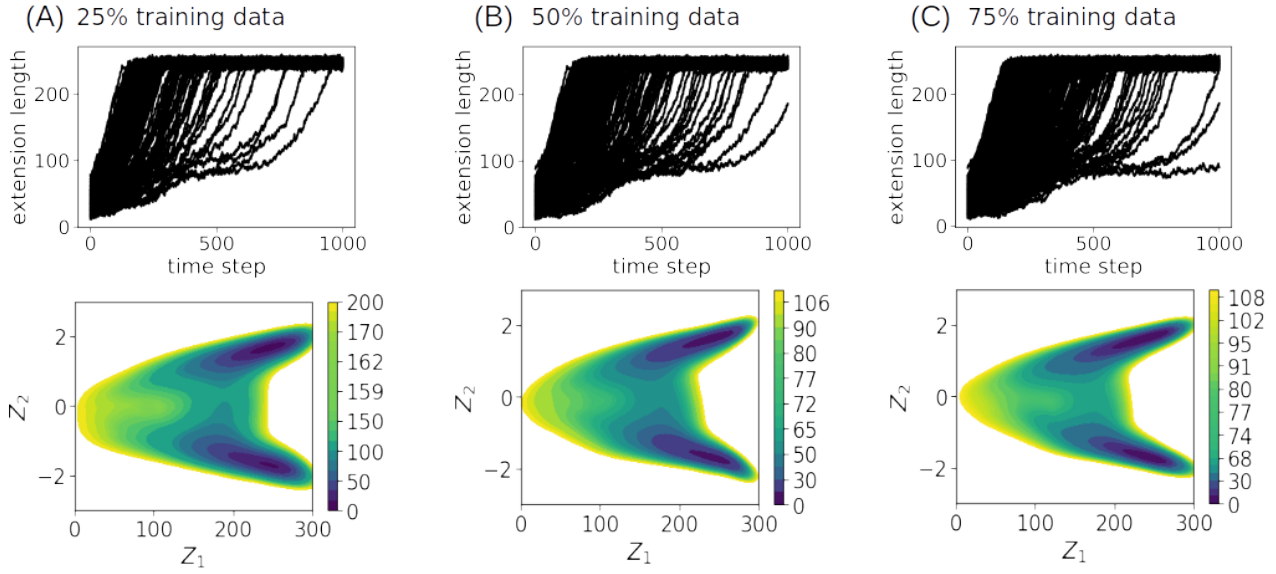 (A) 25% training data
extension length
200
100
0
0 500 1000
time step
Z₂
2
0
−2
0 100 200 300
Z₁
200
170
162
159
150
100
50
0
(B) 50% training data
extension length
200
100
0
0 500 1000
time step
Z₂
2
0
−2
0 100 200 300
Z₁
106
90
80
77
72
65
50
30
0
(C) 75% training data
extension length
200
100
0
0 500 1000
time step
Z₂
2
0
−2
0 100 200 300
Z₁
108
102
95
91
80
77
74
68
30
0